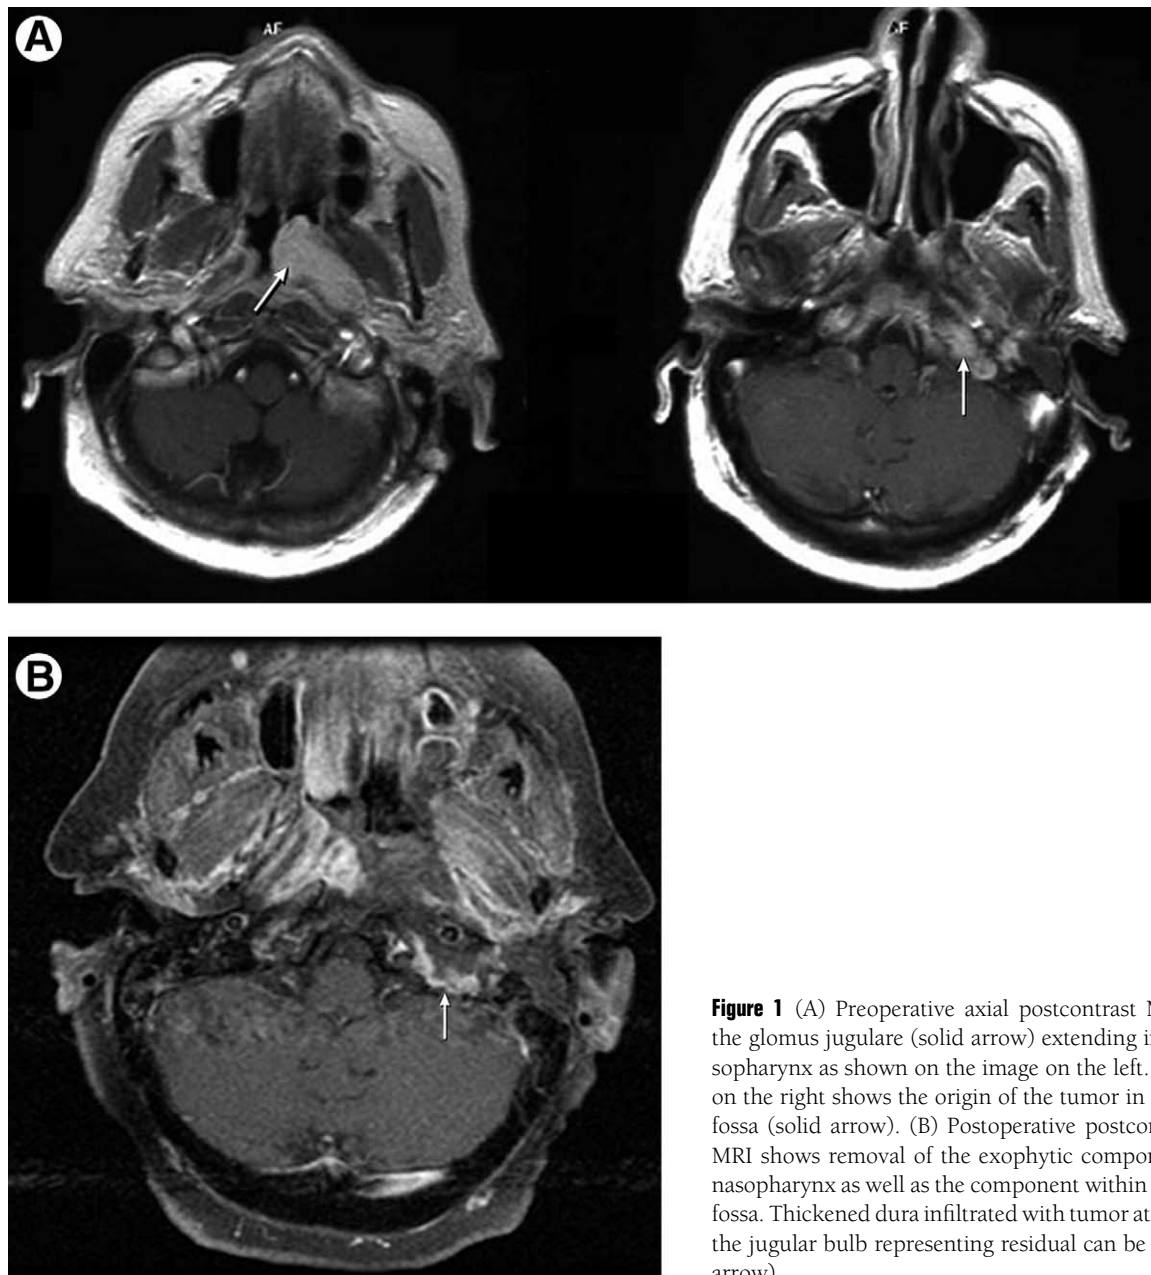 A
AF
AF
B
Figure 1 (A) Preoperative axial postcontrast
the glomus jugulare (solid arrow) extending
sopharynx as shown on the image on the left.
on the right shows the origin of the tumor in
fossa (solid arrow). (B) Postoperative
MRI shows removal of the exophytic
nasopharynx as well as the component within
fossa. Thickened dura infiltrated with tumor at
the jugular bulb representing residual can be
arrow).